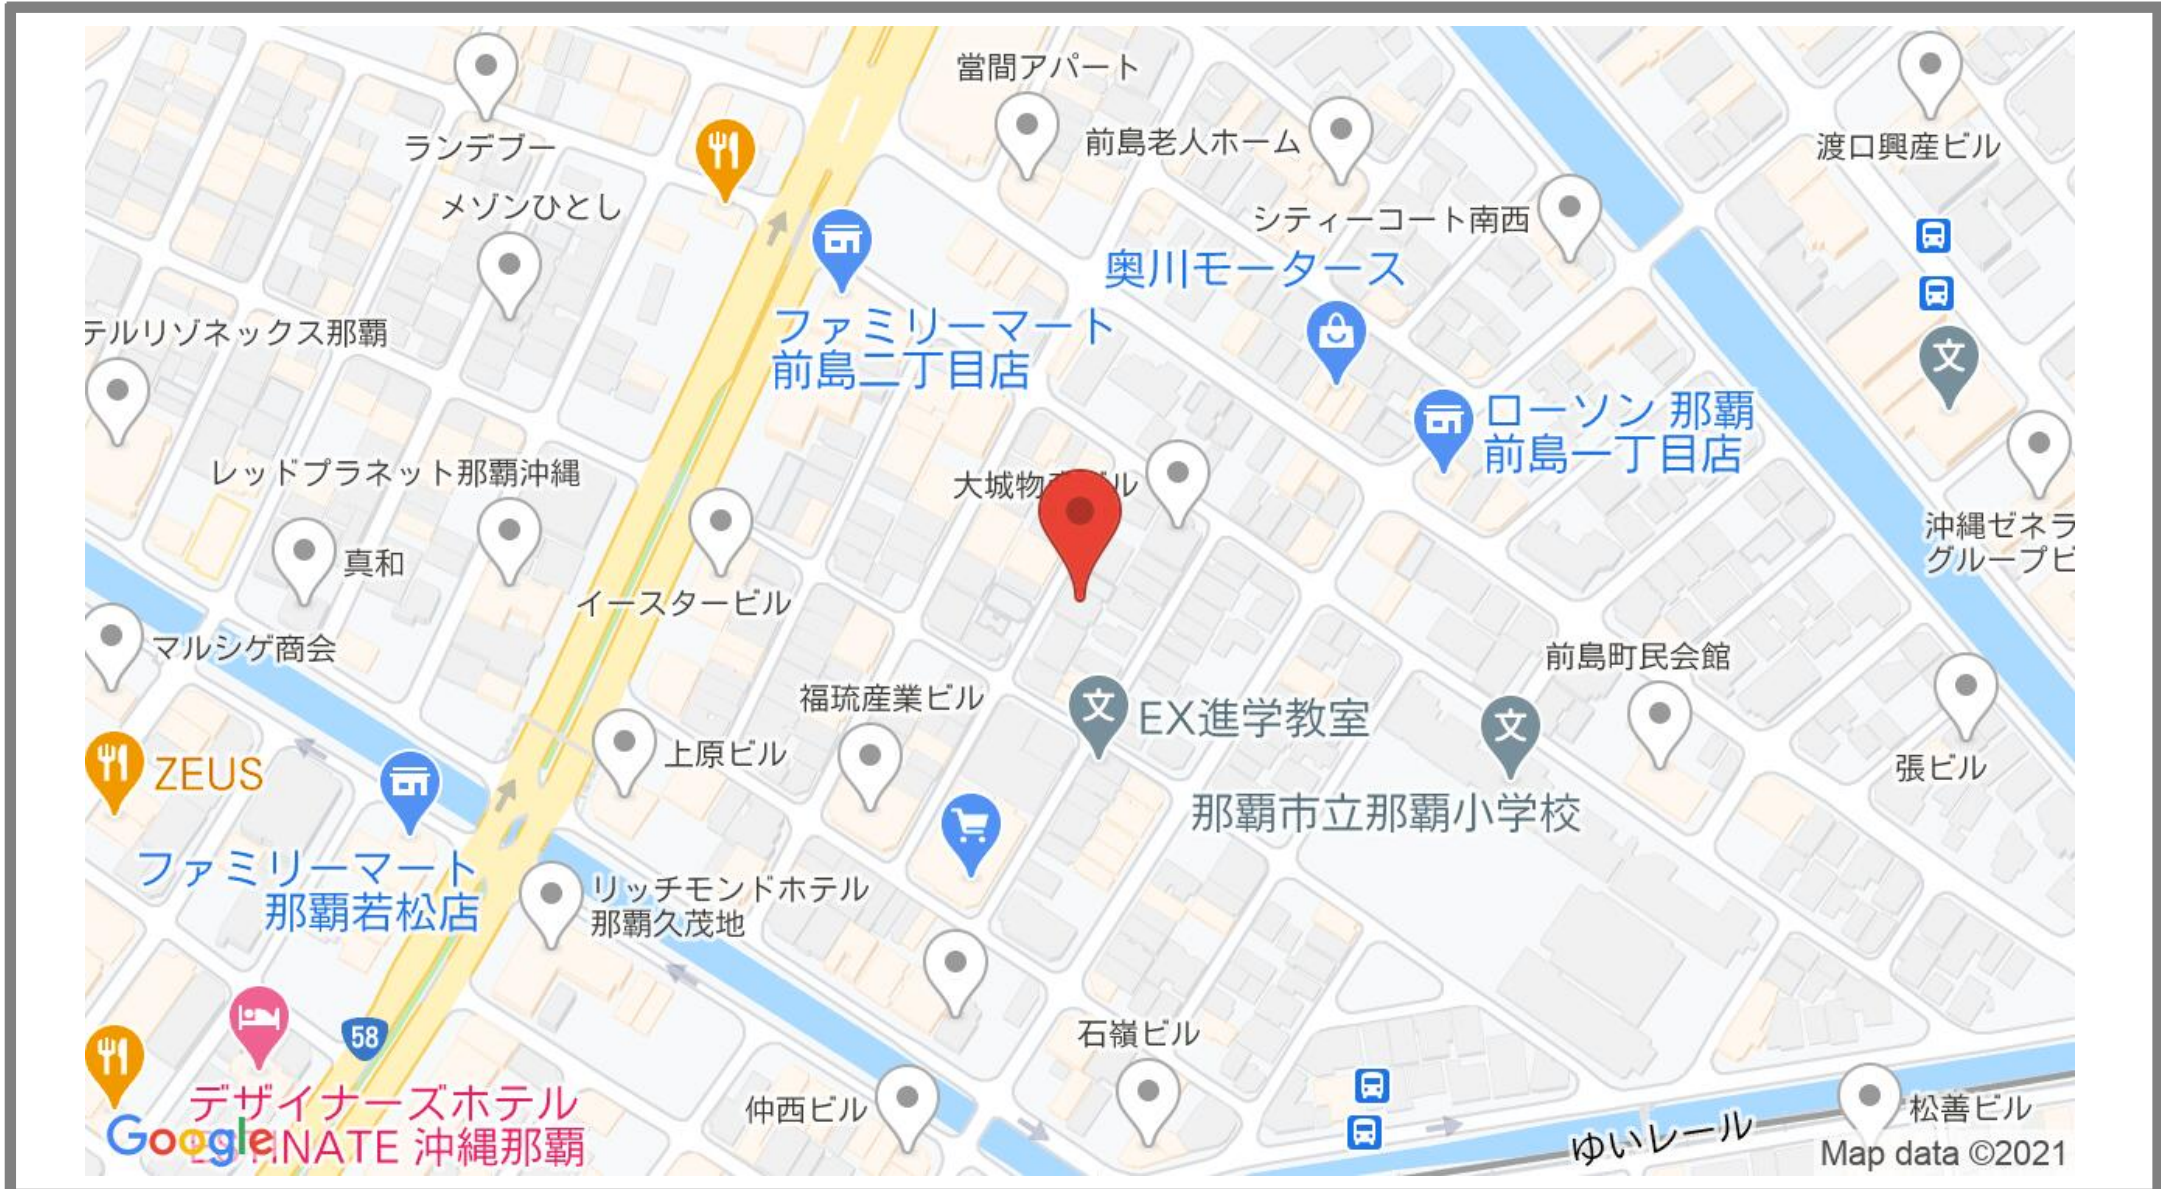 當間アパート
前島老人ホーム
渡口興産ビル
ランデブー
メゾンひとし
シティーコート南西
奥川モータース
テルリゾネックス那覇
ファミリーマート
前島二丁目店
ローソン 那覇
前島一丁目店
レッドプラネット那覇沖縄
大城物 ビル
沖縄ゼネラ
グループビ
真和
イースタービル
マルシゲ商会
前島町民会館
福琉産業ビル
文 EX進学教室
文
文
上原ビル
張ビル
ZEUS
那覇市立那覇小学校
ファミリーマート
那覇若松店
リッチモンドホテル
那覇久茂地
58
石嶺ビル
デザイナーズホテル
INATE 沖縄那覇
Google
仲西ビル
松善ビル
ゆいレール
Map data ©2021